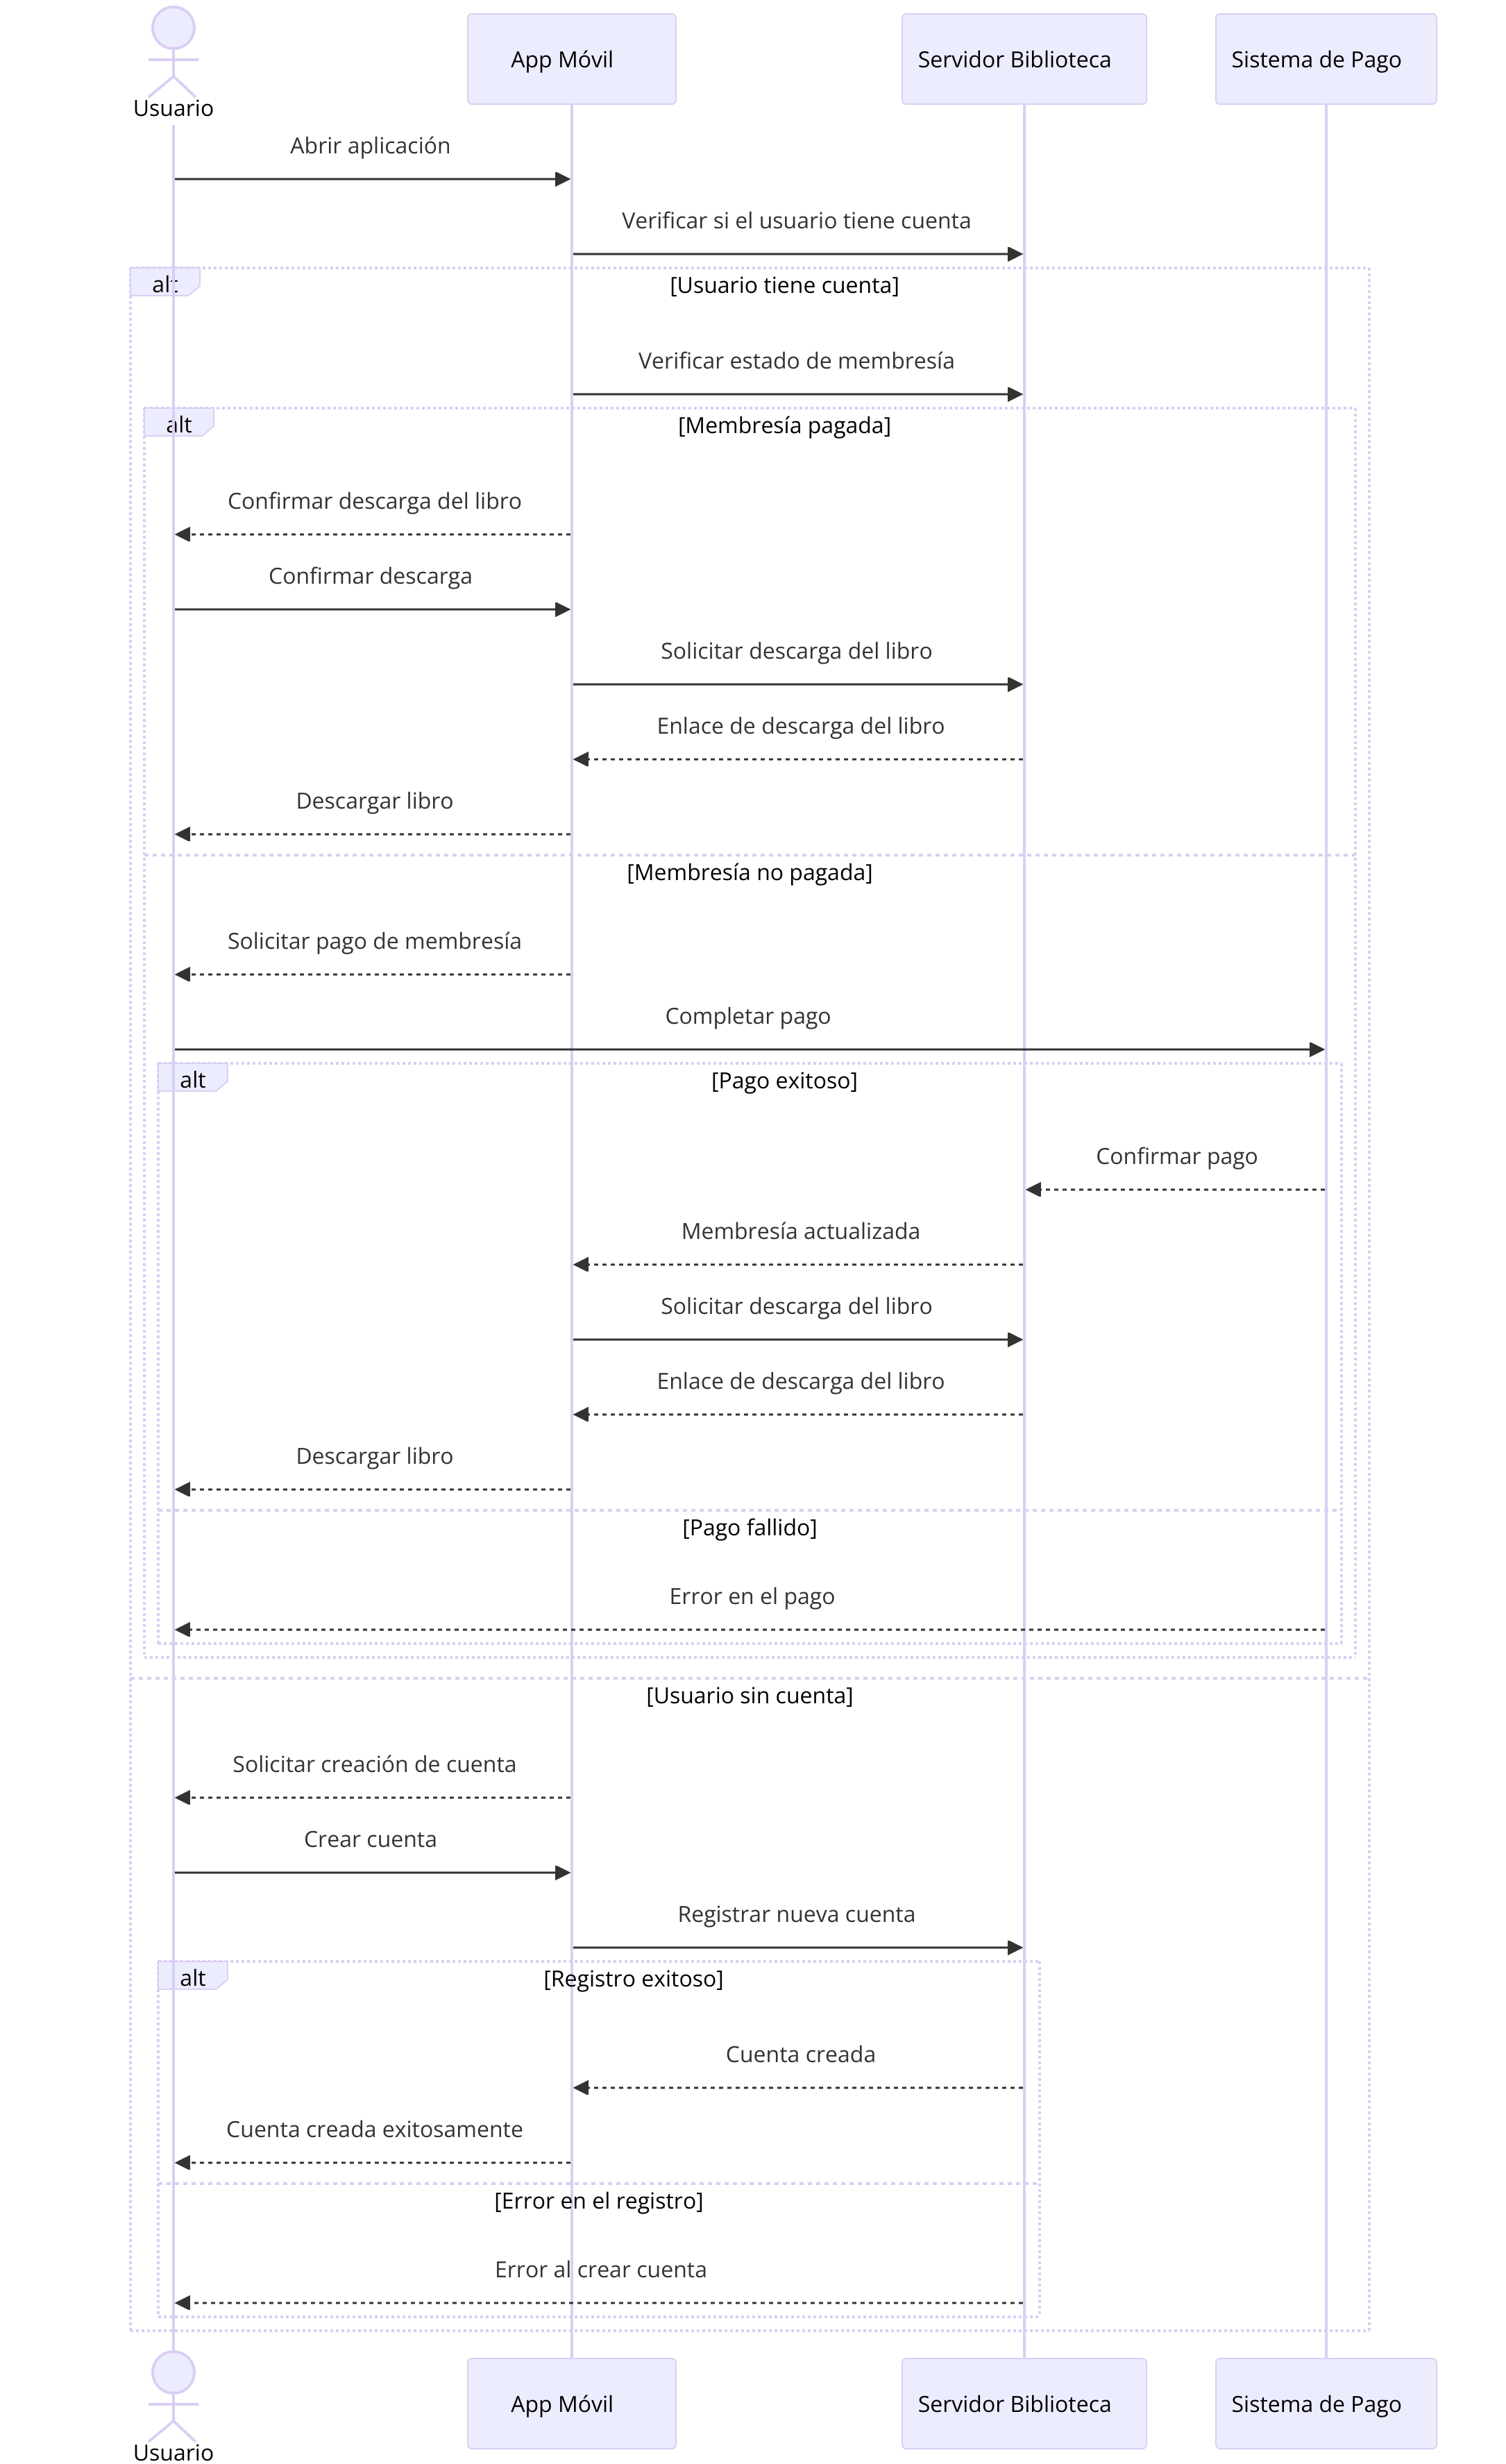 Usuario
App Móvil
Servidor Biblioteca
Sistema de Pago
Abrir aplicación
Verificar si el usuario tiene cuenta
alt
[Usuario tiene cuenta]
Verificar estado de membresía
alt
[Membresía pagada]
Confirmar descarga del libro
Confirmar descarga
Solicitar descarga del libro
Enlace de descarga del libro
Descargar libro
[Membresía no pagada]
Solicitar pago de membresía
Completar pago
alt
[Pago exitoso]
Confirmar pago
Membresía actualizada
Solicitar descarga del libro
Enlace de descarga del libro
Descargar libro
[Pago fallido]
Error en el pago
[Usuario sin cuenta]
Solicitar creación de cuenta
Crear cuenta
Registrar nueva cuenta
alt
[Registro exitoso]
Cuenta creada
Cuenta creada exitosamente
[Error en el registro]
Error al crear cuenta
Usuario
App Móvil
Servidor Biblioteca
Sistema de Pago